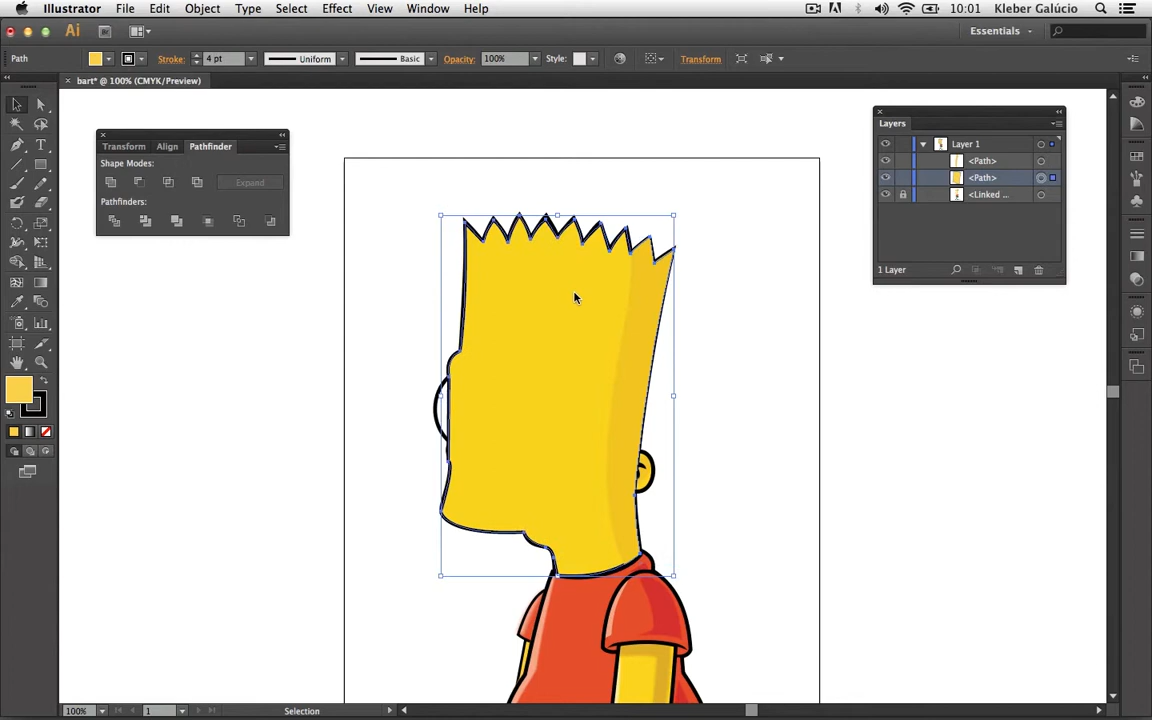 Illustrator File Edit Object Type Select Effect View Window Help 10:01 Kleber Galúcio
Ai Br Essentials
Path Stroke: 4 pt Uniform Basic Opacity: 100% Style: Transform
bart* @ 100% (CMYK/Preview)
Transform Align Pathfinder
Shape Modes:
Expand
Pathfinders:
Layers
Layer 1
<Path>
<Path>
<Linked ...
1 Layer
100% 1 Selection